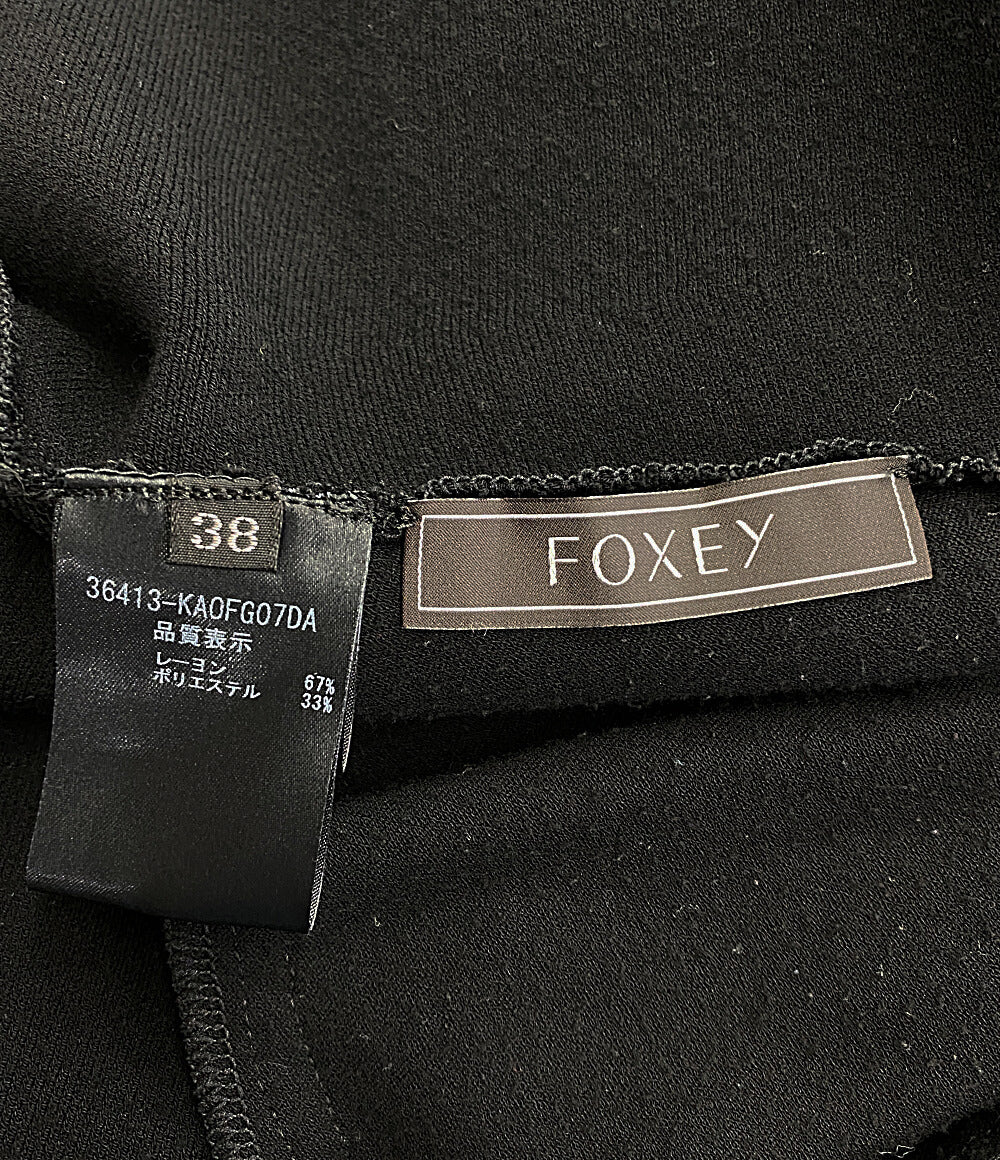 38
36413-KA0FG07DA
品質表示
レーヨン 67%
ポリエステル 33%
FOXEY